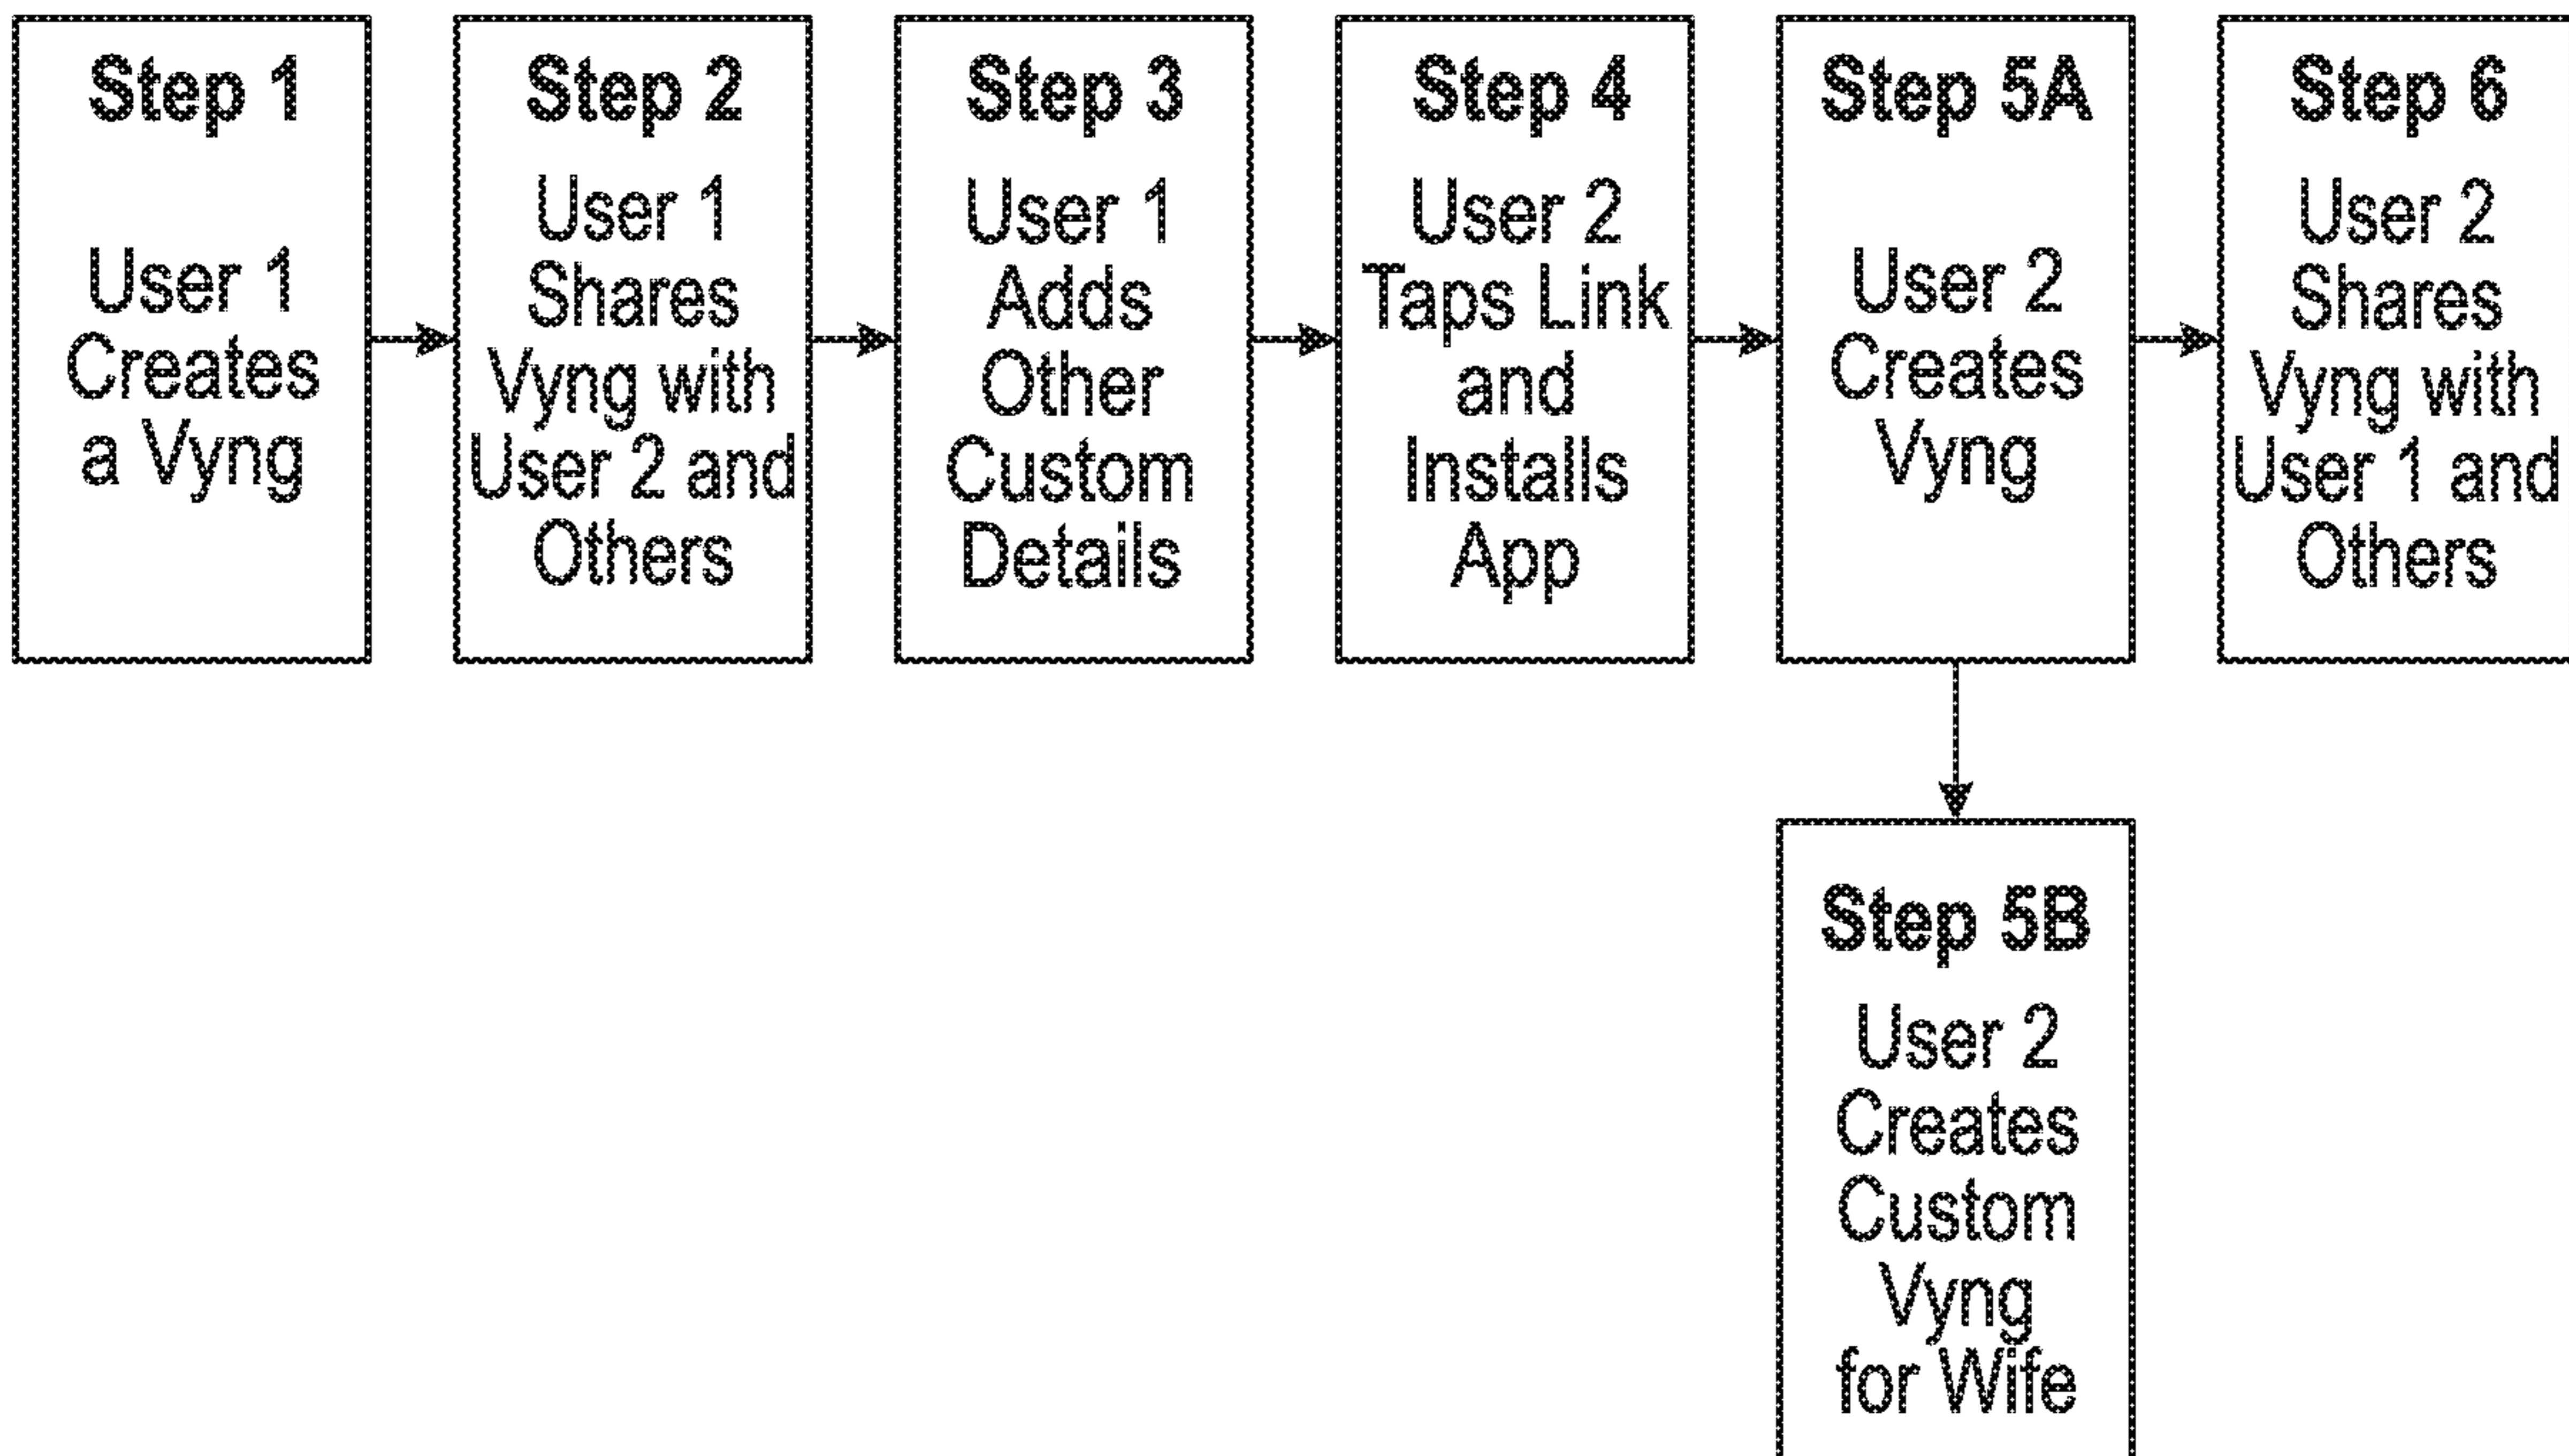 Step 1
User 1
Creates
a Vyng
Step 2
User 1
Shares
Vyng with
User 2 and
Others
Step 3
User 1
Adds
Other
Custom
Details
Step 4
User 2
Taps Link
and
Installs
App
Step 5A
User 2
Creates
Vyng
Step 6
User 2
Shares
Vyng with
User 1 and
Others
Step 5B
User 2
Creates
Custom
Vyng
for Wife